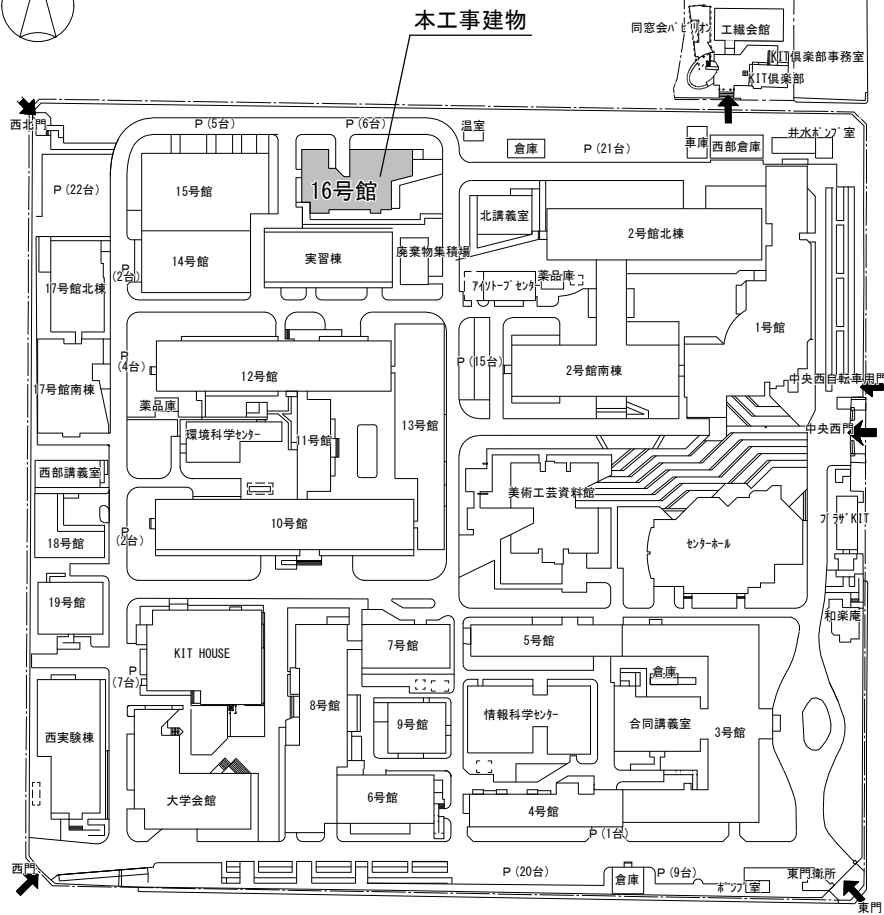 本工事建物
同窓会パビリオン
工繊会館
KIT倶楽部事務室
KIT倶楽部
西北門
P (5台)
P (6台)
温室
倉庫
P (21台)
車庫
西部倉庫
井水ポンプ室
P (22台)
15号館
16号館
北講義室
2号館北棟
14号館
実習棟
廃棄物集積場
P
(2台)
17号館北棟
アイソトープセンター
薬品庫
1号館
P
(4台)
12号館
P (15台)
2号館南棟
中央西自転車用門
17号館南棟
薬品庫
環境科学センター
11号館
13号館
中央西門
西部講義室
美術工芸資料館
プラザKIT
10号館
P
(2台)
18号館
センターホール
19号館
和楽庵
KIT HOUSE
7号館
5号館
P
(7台)
倉庫
8号館
9号館
情報科学センター
合同講義室
3号館
西実験棟
大学会館
6号館
4号館
P (1台)
西門
P (20台)
倉庫
P (9台)
ポンプ室
東門衛所
東門